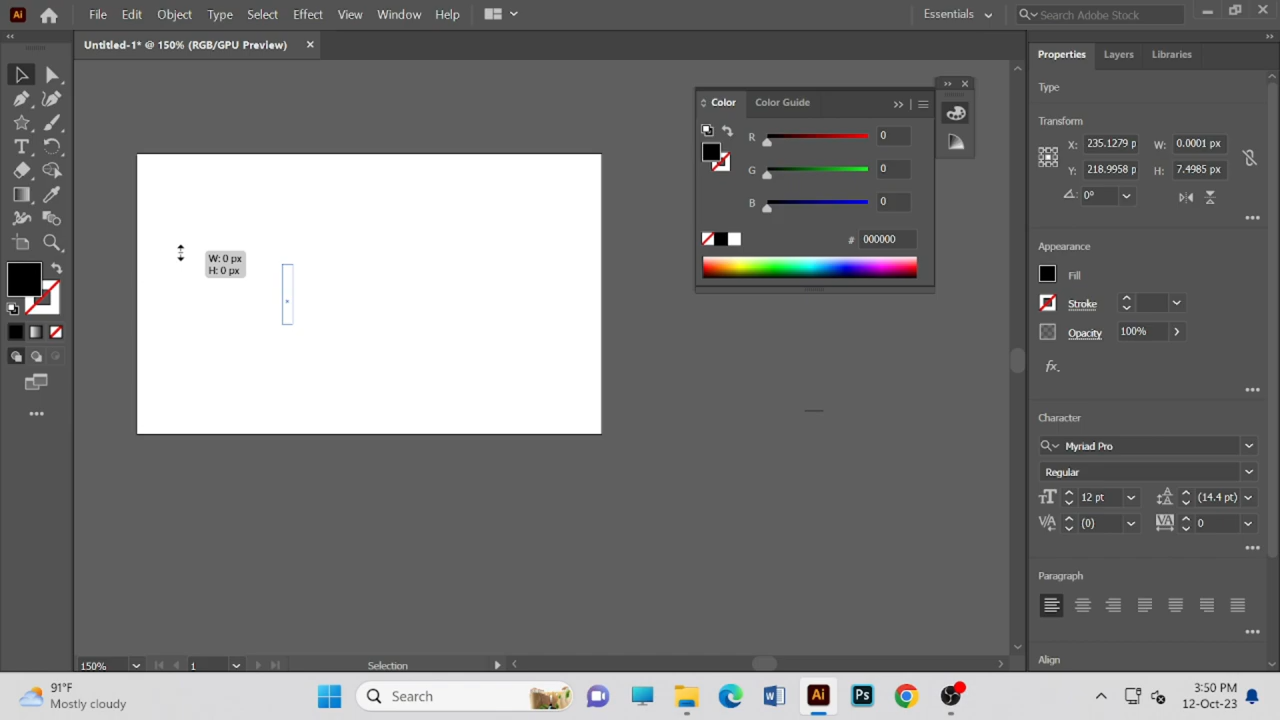 Ai File Edit Object Type Select Effect View Window Help Essentials Search Adobe Stock
Untitled-1* @ 150% (RGB/GPU Preview)
Properties Layers Libraries
Color Color Guide
R 0
G 0
B 0
# 000000
W: 0 px
H: 0 px
Type
Transform
X: 235.1279 p W: 0.0001 px
Y: 218.9958 p H: 7.4985 px
0°
Appearance
Fill
Stroke
Opacity 100%
fx
Character
Myriad Pro
Regular
12 pt (14.4 pt)
(0) 0
Paragraph
Align
150% 1 Selection
91°F
Mostly cloudy
Search
Ai Ps
3:50 PM
12-Oct-23